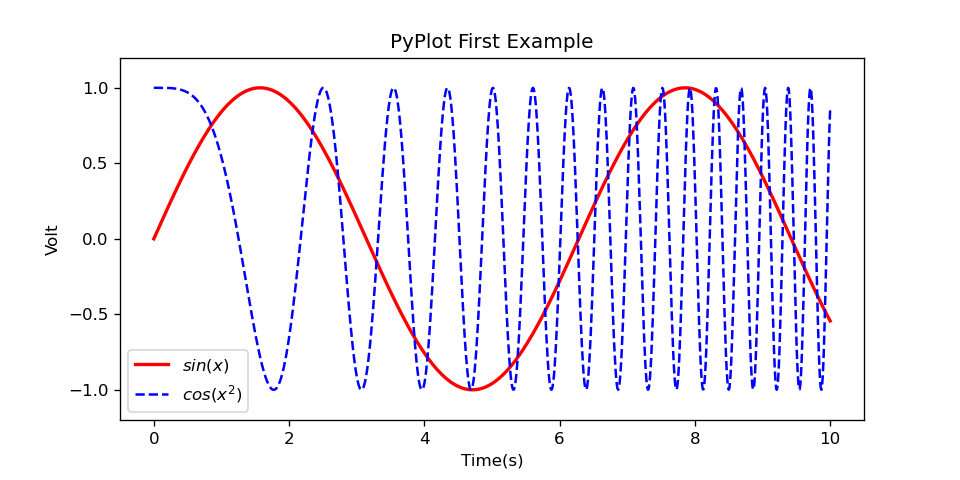 PyPlot First Example
Volt
1.0
0.5
0.0
−0.5
−1.0
sin(x)
cos(x²)
0 2 4 6 8 10
Time(s)